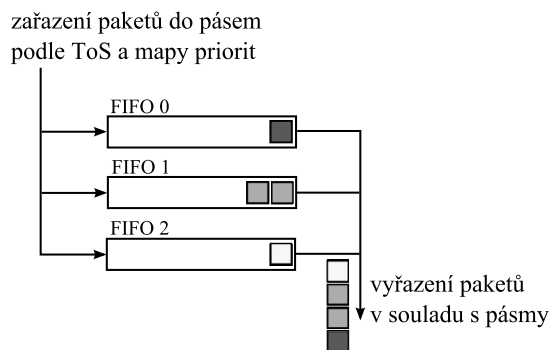 zařazení paketů do pásem
podle ToS a mapy priorit
FIFO 0
FIFO 1
FIFO 2
vyřazení paketů
v souladu s pásmy